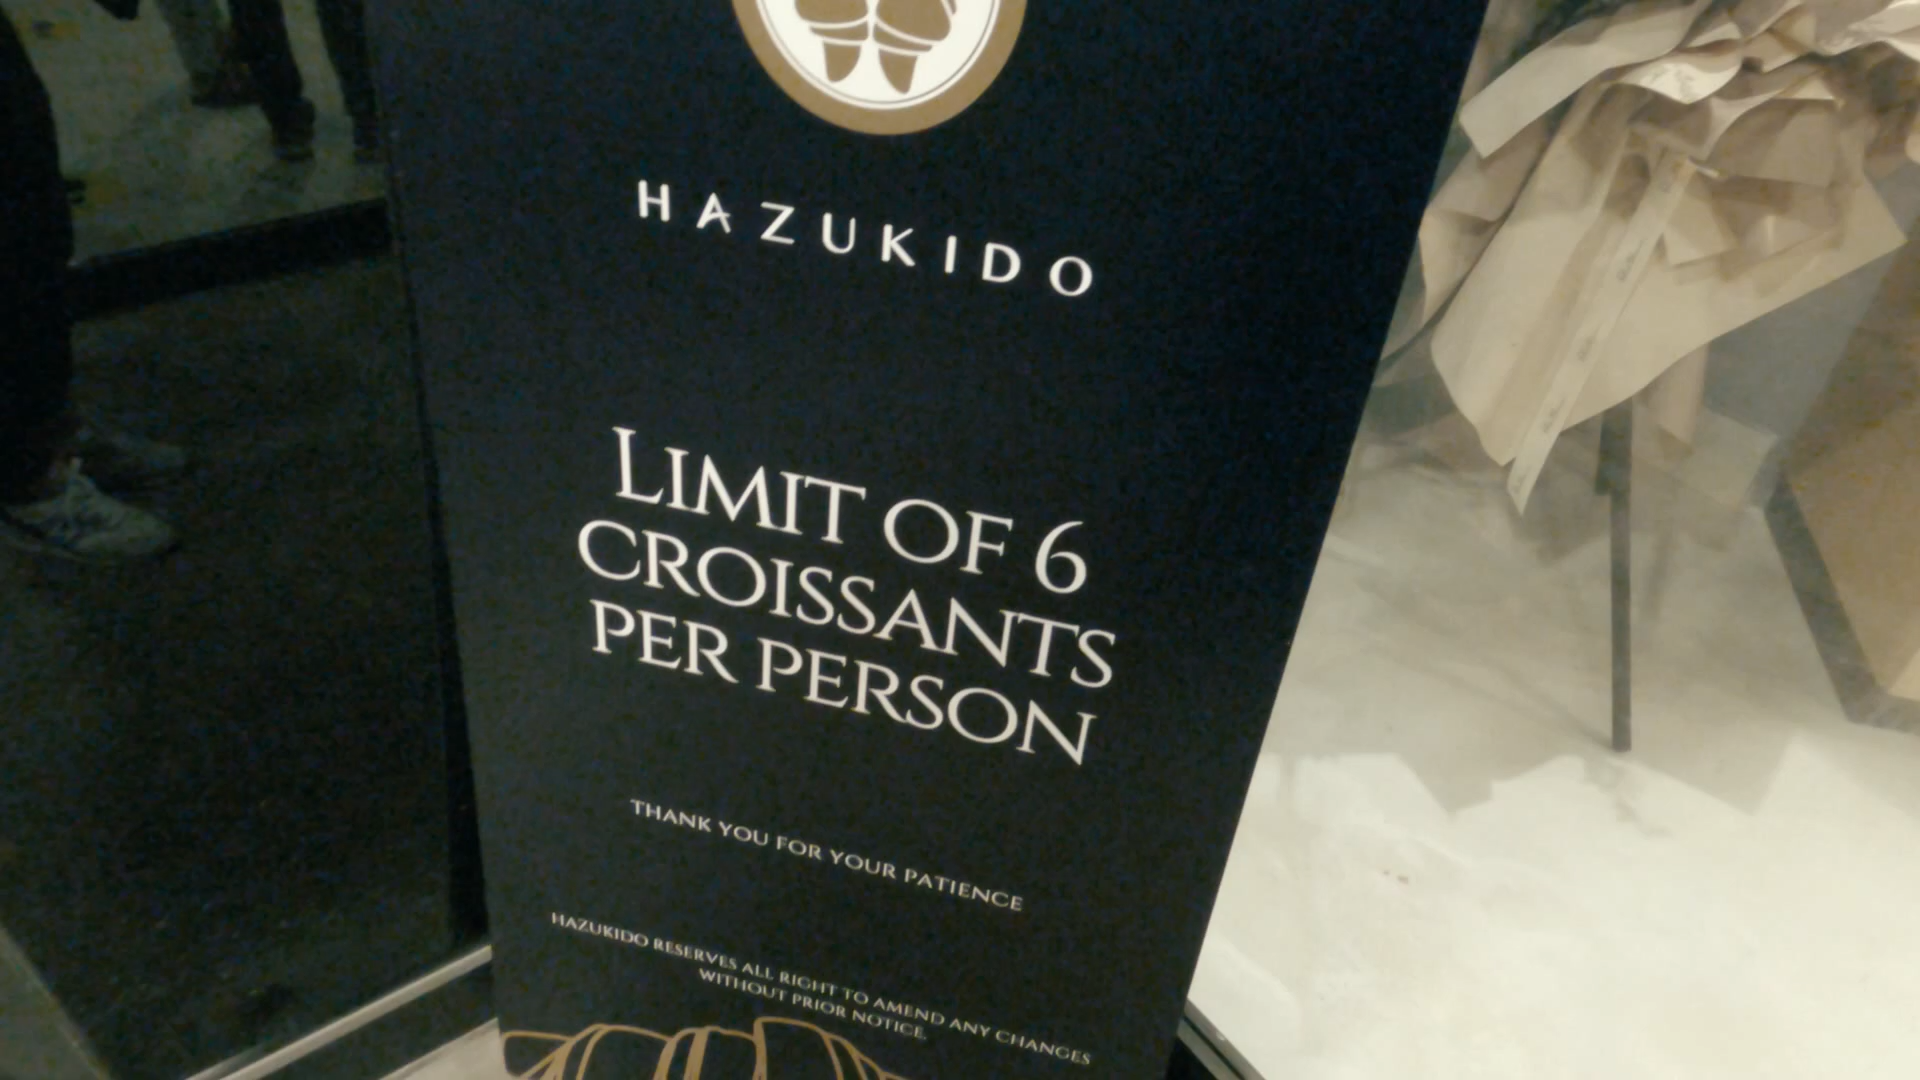 HAZUKIDO
LIMIT OF 6
CROISSANTS
PER PERSON
THANK YOU FOR YOUR PATIENCE
HAZUKIDO RESERVES ALL RIGHT TO AMEND ANY CHANGES
WITHOUT PRIOR NOTICE.